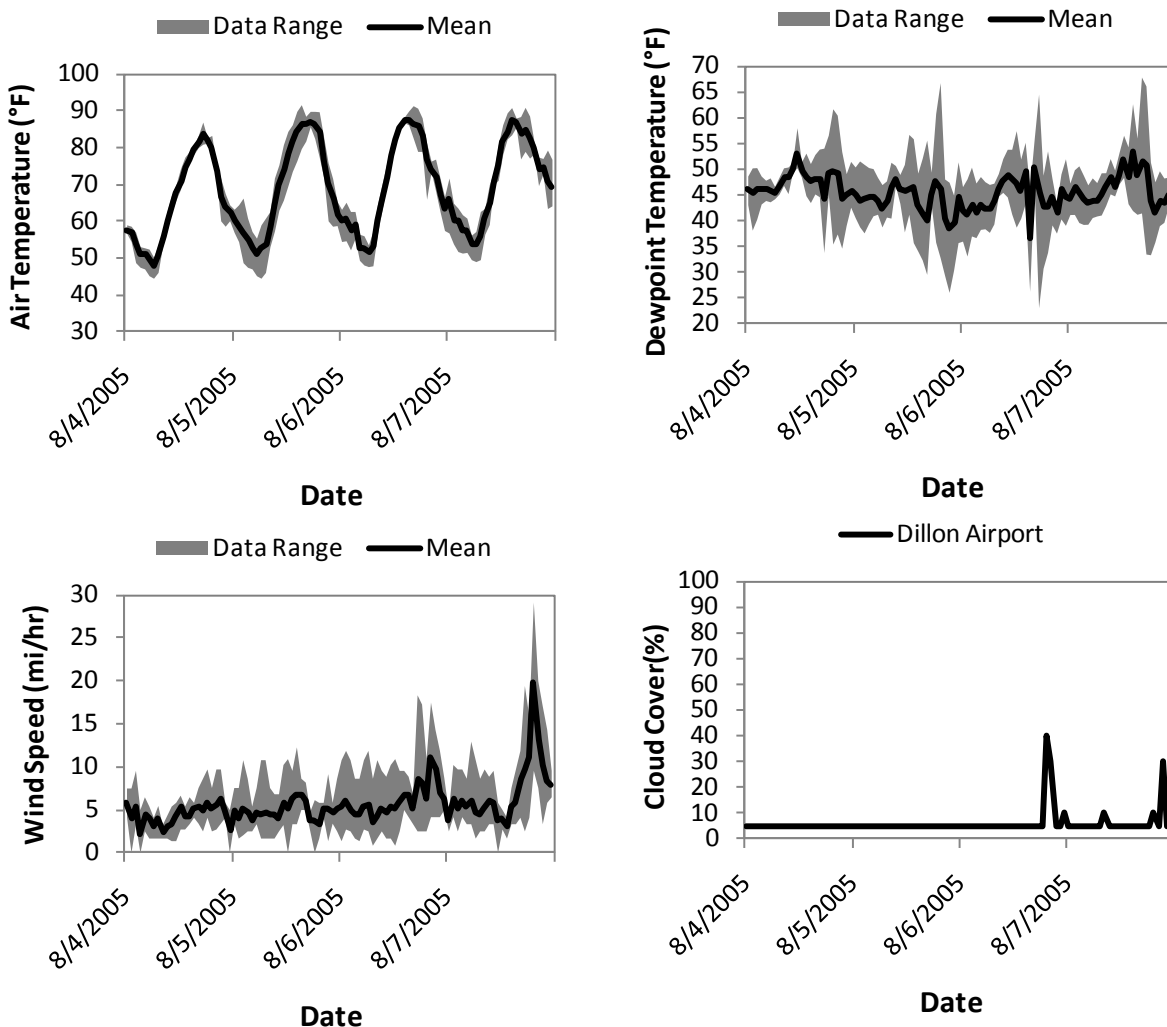 Data Range Mean
Air Temperature (°F)
100
90
80
70
60
50
40
30
8/4/2005 8/5/2005 8/6/2005 8/7/2005
Date
Data Range Mean
Dewpoint Temperature (°F)
70
65
60
55
50
45
40
35
30
25
20
8/4/2005 8/5/2005 8/6/2005 8/7/2005
Date
Data Range Mean
Wind Speed (mi/hr)
30
25
20
15
10
5
0
8/4/2005 8/5/2005 8/6/2005 8/7/2005
Date
Dillon Airport
Cloud Cover(%)
100
90
80
70
60
50
40
30
20
10
0
8/4/2005 8/5/2005 8/6/2005 8/7/2005
Date